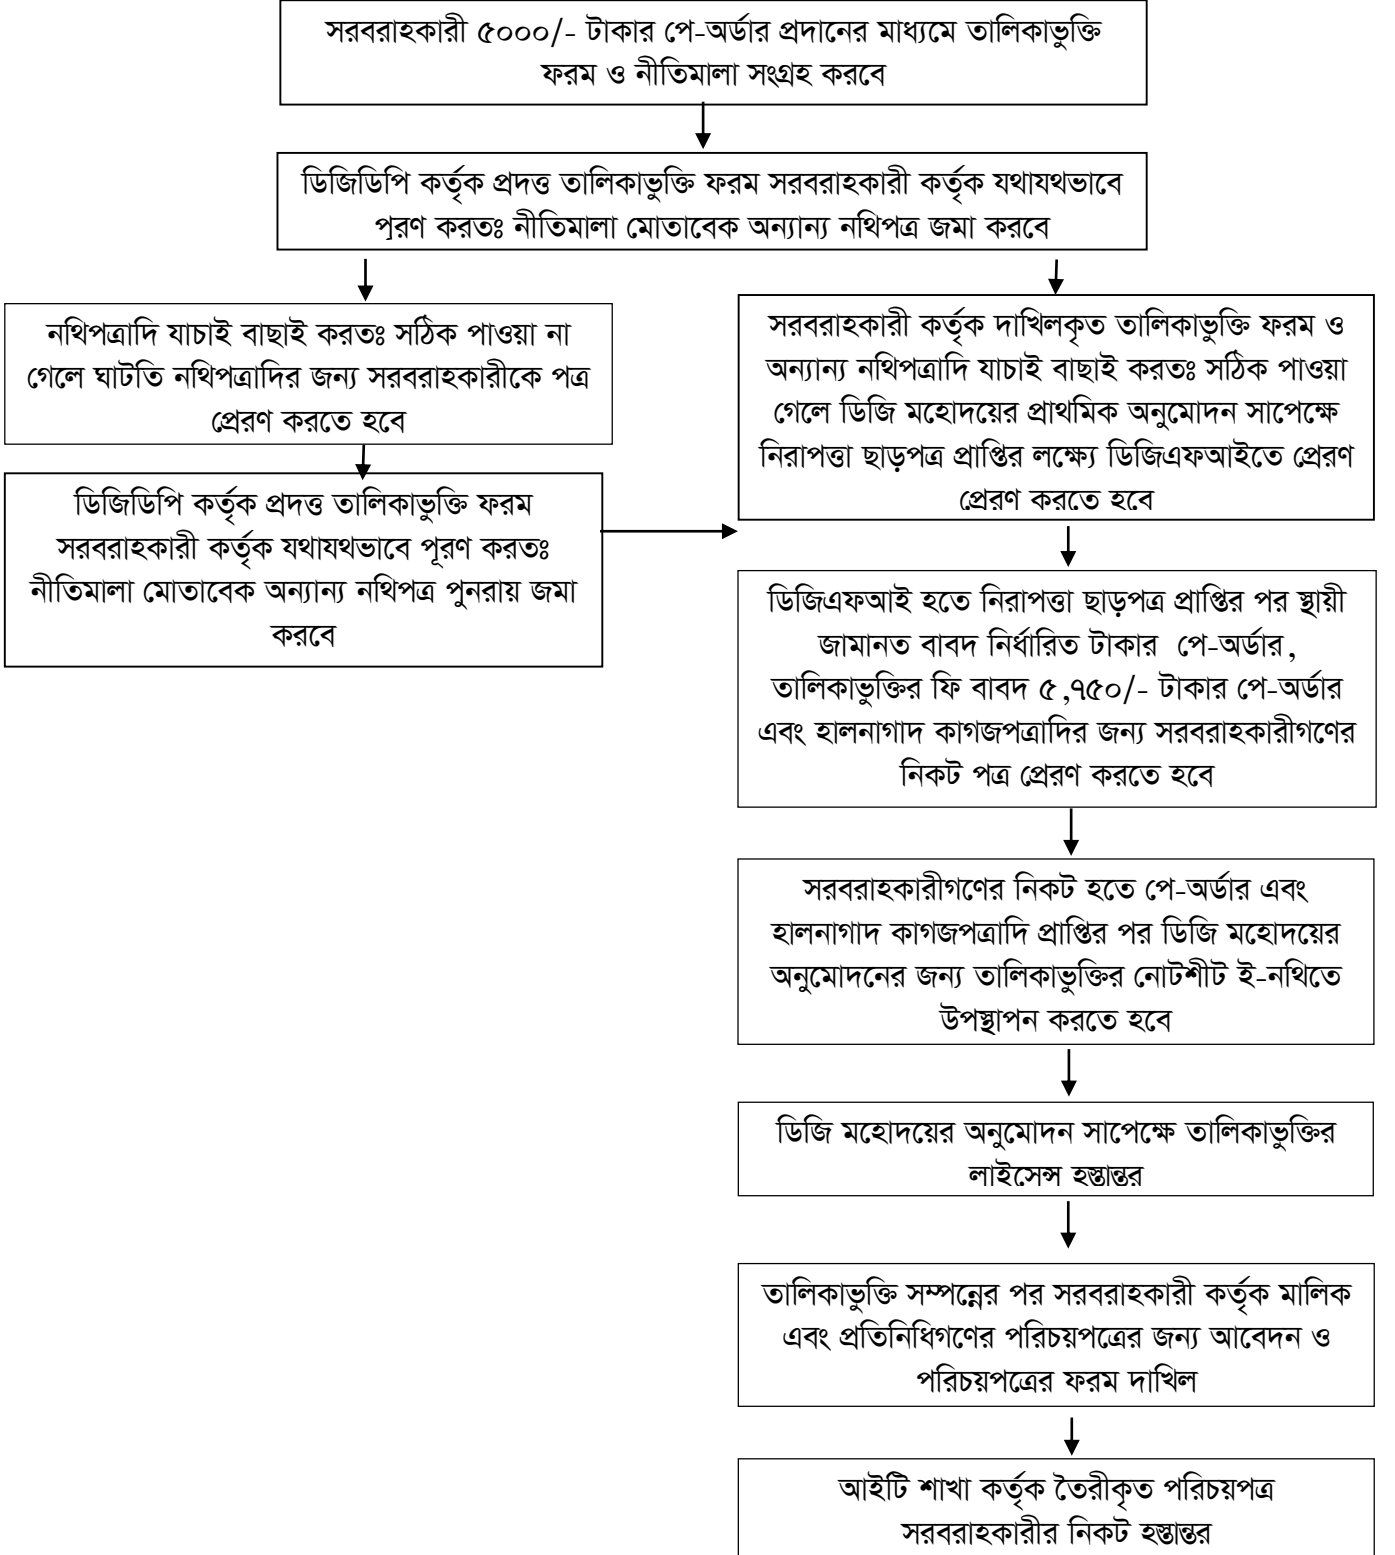 সরবরাহকারী ৫০০০/- টাকার পে-অর্ডার প্রদানের মাধ্যমে তালিকাভুক্তি
ফরম ও নীতিমালা সংগ্রহ করবে
ডিজিডিপি কর্তৃক প্রদত্ত তালিকাভুক্তি ফরম সরবরাহকারী কর্তৃক যথাযথভাবে
পূরণ করতঃ নীতিমালা মোতাবেক অন্যান্য নথিপত্র জমা করবে
নথিপত্রাদি যাচাই বাছাই করতঃ সঠিক পাওয়া না
গেলে ঘাটতি নথিপত্রাদির জন্য সরবরাহকারীকে পত্র
প্রেরণ করতে হবে
ডিজিডিপি কর্তৃক প্রদত্ত তালিকাভুক্তি ফরম
সরবরাহকারী কর্তৃক যথাযথভাবে পূরণ করতঃ
নীতিমালা মোতাবেক অন্যান্য নথিপত্র পুনরায় জমা
করবে
সরবরাহকারী কর্তৃক দাখিলকৃত তালিকাভুক্তি ফরম ও
অন্যান্য নথিপত্রাদি যাচাই বাছাই করতঃ সঠিক পাওয়া
গেলে ডিজি মহোদয়ের প্রাথমিক অনুমোদন সাপেক্ষে
নিরাপত্তা ছাড়পত্র প্রাপ্তির লক্ষ্যে ডিজিএফআইতে প্রেরণ
প্রেরণ করতে হবে
ডিজিএফআই হতে নিরাপত্তা ছাড়পত্র প্রাপ্তির পর স্থায়ী
জামানত বাবদ নির্ধারিত টাকার পে-অর্ডার,
তালিকাভুক্তির ফি বাবদ ৫,৭৫০/- টাকার পে-অর্ডার
এবং হালনাগাদ কাগজপত্রাদির জন্য সরবরাহকারীগণের
নিকট পত্র প্রেরণ করতে হবে
সরবরাহকারীগণের নিকট হতে পে-অর্ডার এবং
হালনাগাদ কাগজপত্রাদি প্রাপ্তির পর ডিজি মহোদয়ের
অনুমোদনের জন্য তালিকাভুক্তির নোটশীট ই-নথিতে
উপস্থাপন করতে হবে
ডিজি মহোদয়ের অনুমোদন সাপেক্ষে তালিকাভুক্তির
লাইসেন্স হস্তান্তর
তালিকাভুক্তি সম্পন্নের পর সরবরাহকারী কর্তৃক মালিক
এবং প্রতিনিধিগণের পরিচয়পত্রের জন্য আবেদন ও
পরিচয়পত্রের ফরম দাখিল
আইটি শাখা কর্তৃক তৈরীকৃত পরিচয়পত্র
সরবরাহকারীর নিকট হস্তান্তর